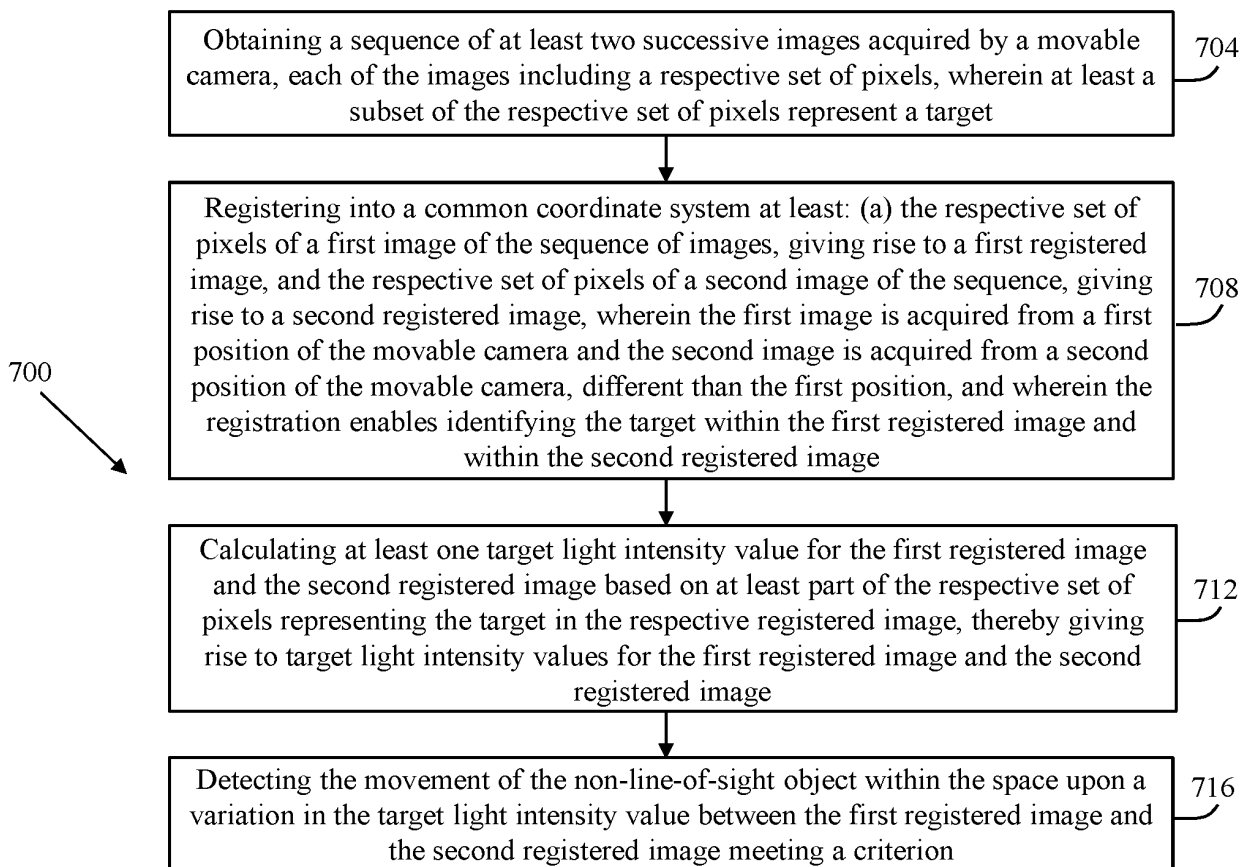 Obtaining a sequence of at least two successive images acquired by a movable
camera, each of the images including a respective set of pixels, wherein at least a
subset of the respective set of pixels represent a target
704
Registering into a common coordinate system at least: (a) the respective set of
pixels of a first image of the sequence of images, giving rise to a first registered
image, and the respective set of pixels of a second image of the sequence, giving
rise to a second registered image, wherein the first image is acquired from a first
position of the movable camera and the second image is acquired from a second
position of the movable camera, different than the first position, and wherein the
registration enables identifying the target within the first registered image and
within the second registered image
708
700
Calculating at least one target light intensity value for the first registered image
and the second registered image based on at least part of the respective set of
pixels representing the target in the respective registered image, thereby giving
rise to target light intensity values for the first registered image and the second
registered image
712
Detecting the movement of the non-line-of-sight object within the space upon a
variation in the target light intensity value between the first registered image and
the second registered image meeting a criterion
716